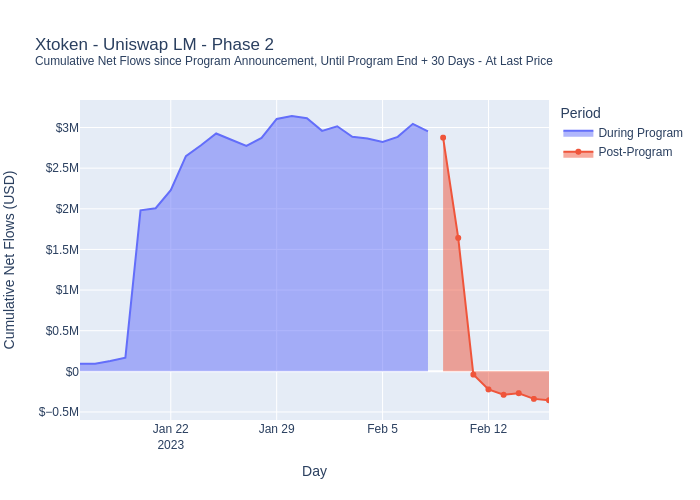 Xtoken - Uniswap LM - Phase 2
Cumulative Net Flows since Program Announcement, Until Program End + 30 Days - At Last Price
Period
During Program
Post-Program
Cumulative Net Flows (USD)
$3M
$2.5M
$2M
$1.5M
$1M
$0.5M
$0
$−0.5M
Jan 22
2023
Jan 29
Feb 5
Feb 12
Day